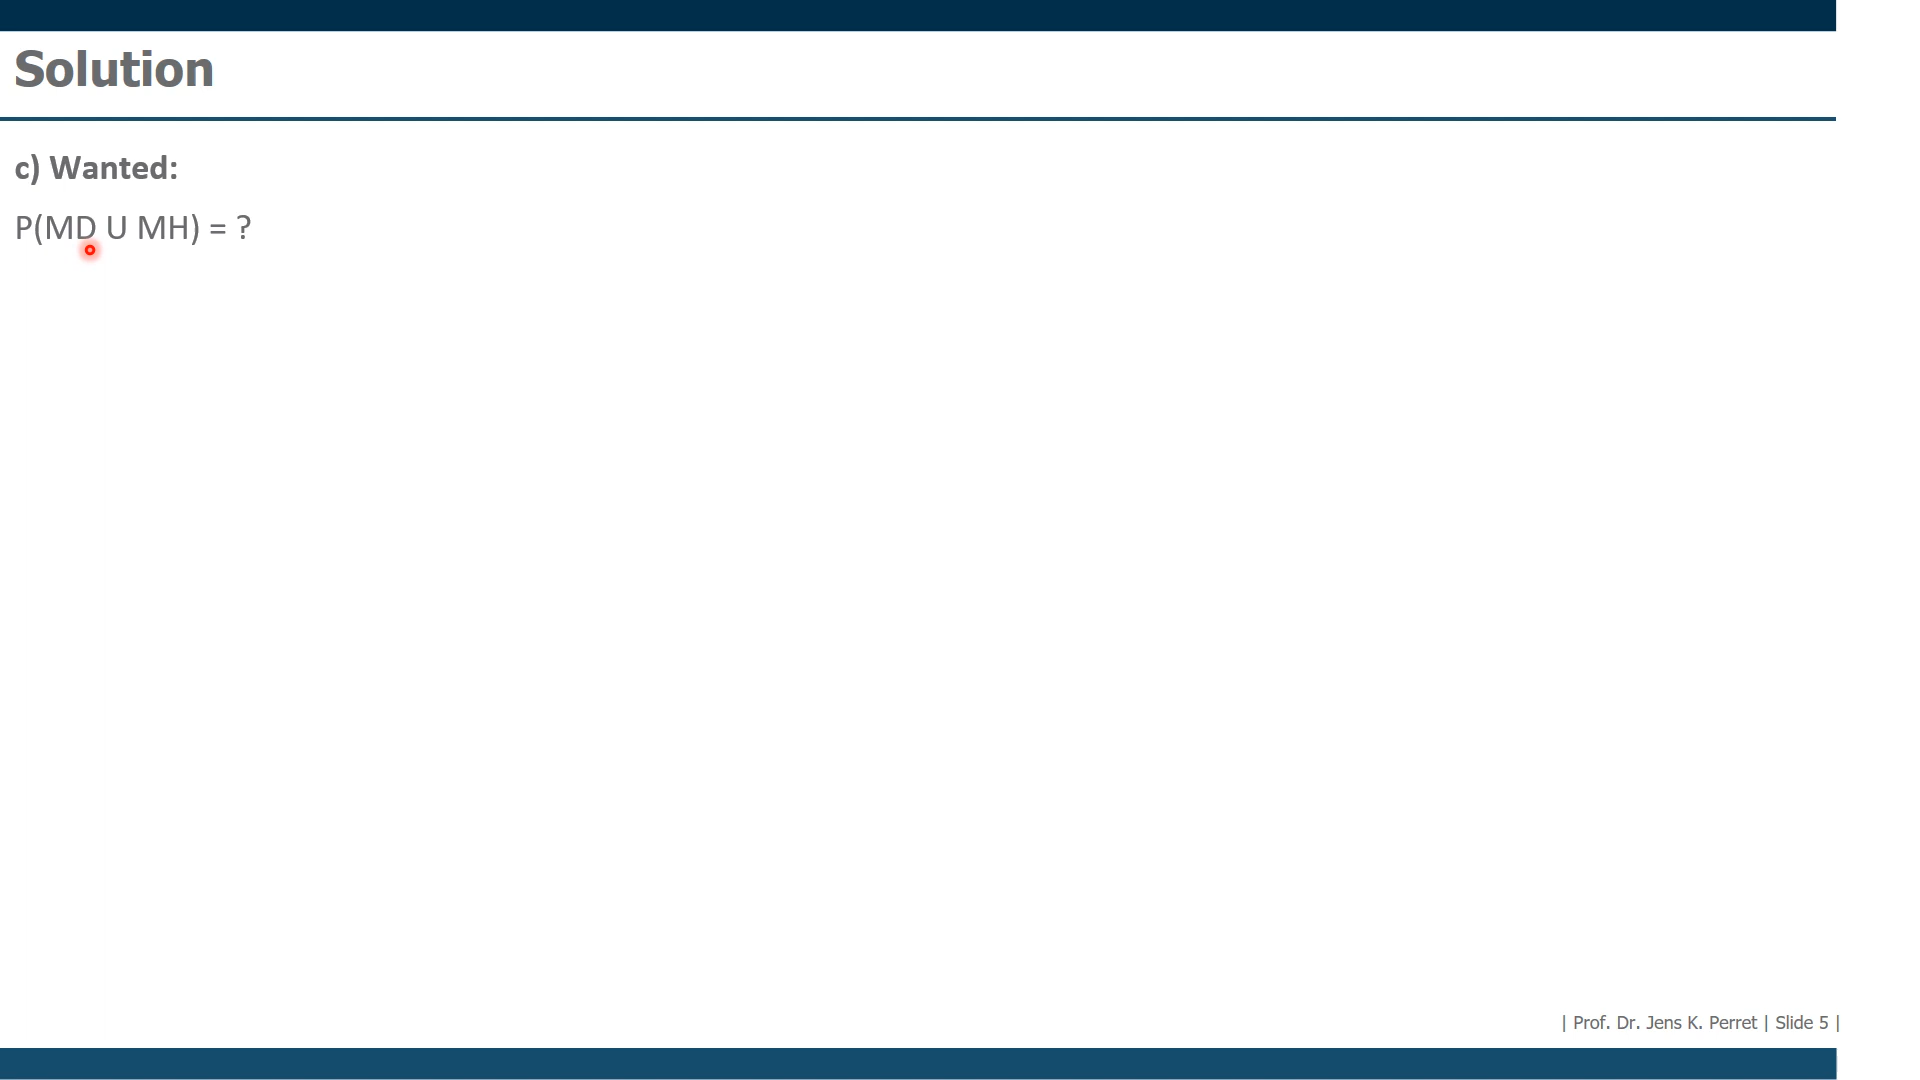 Solution
c) Wanted:
P(MD U MH) = ?
| Prof. Dr. Jens K. Perret | Slide 5 |